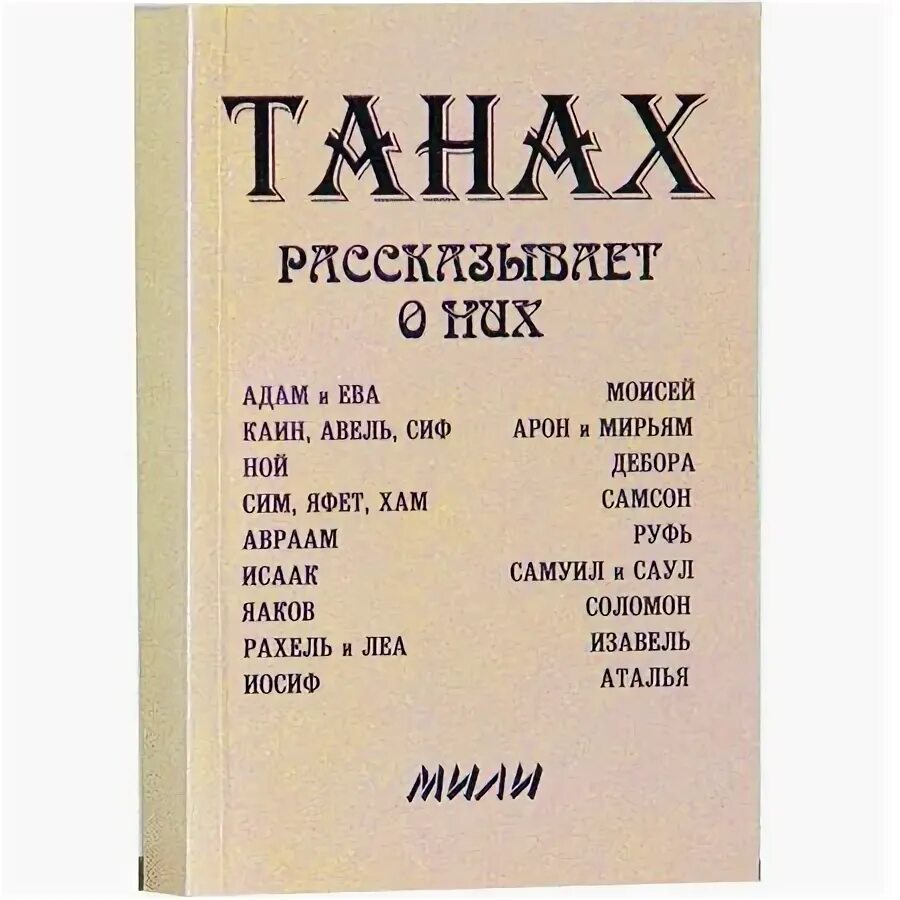 ТАНАХ
РАССКАЗЫВАЕТ
О НИХ
АДАМ и ЕВА
КАИН, АВЕЛЬ, СИФ
НОЙ
СИМ, ЯФЕТ, ХАМ
АВРААМ
ИСААК
ЯАКОВ
РАХЕЛЬ и ЛЕА
ИОСИФ
МОИСЕЙ
АРОН и МИРЬЯМ
ДЕБОРА
САМСОН
РУФЬ
САМУИЛ и САУЛ
СОЛОМОН
ИЗАВЕЛЬ
АТАЛЬЯ
МИЛИ